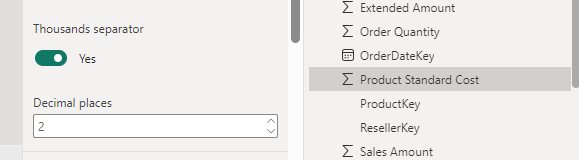 Thousands separator
Yes
Decimal places
2
Extended Amount
Order Quantity
OrderDateKey
Product Standard Cost
ProductKey
ResellerKey
Sales Amount